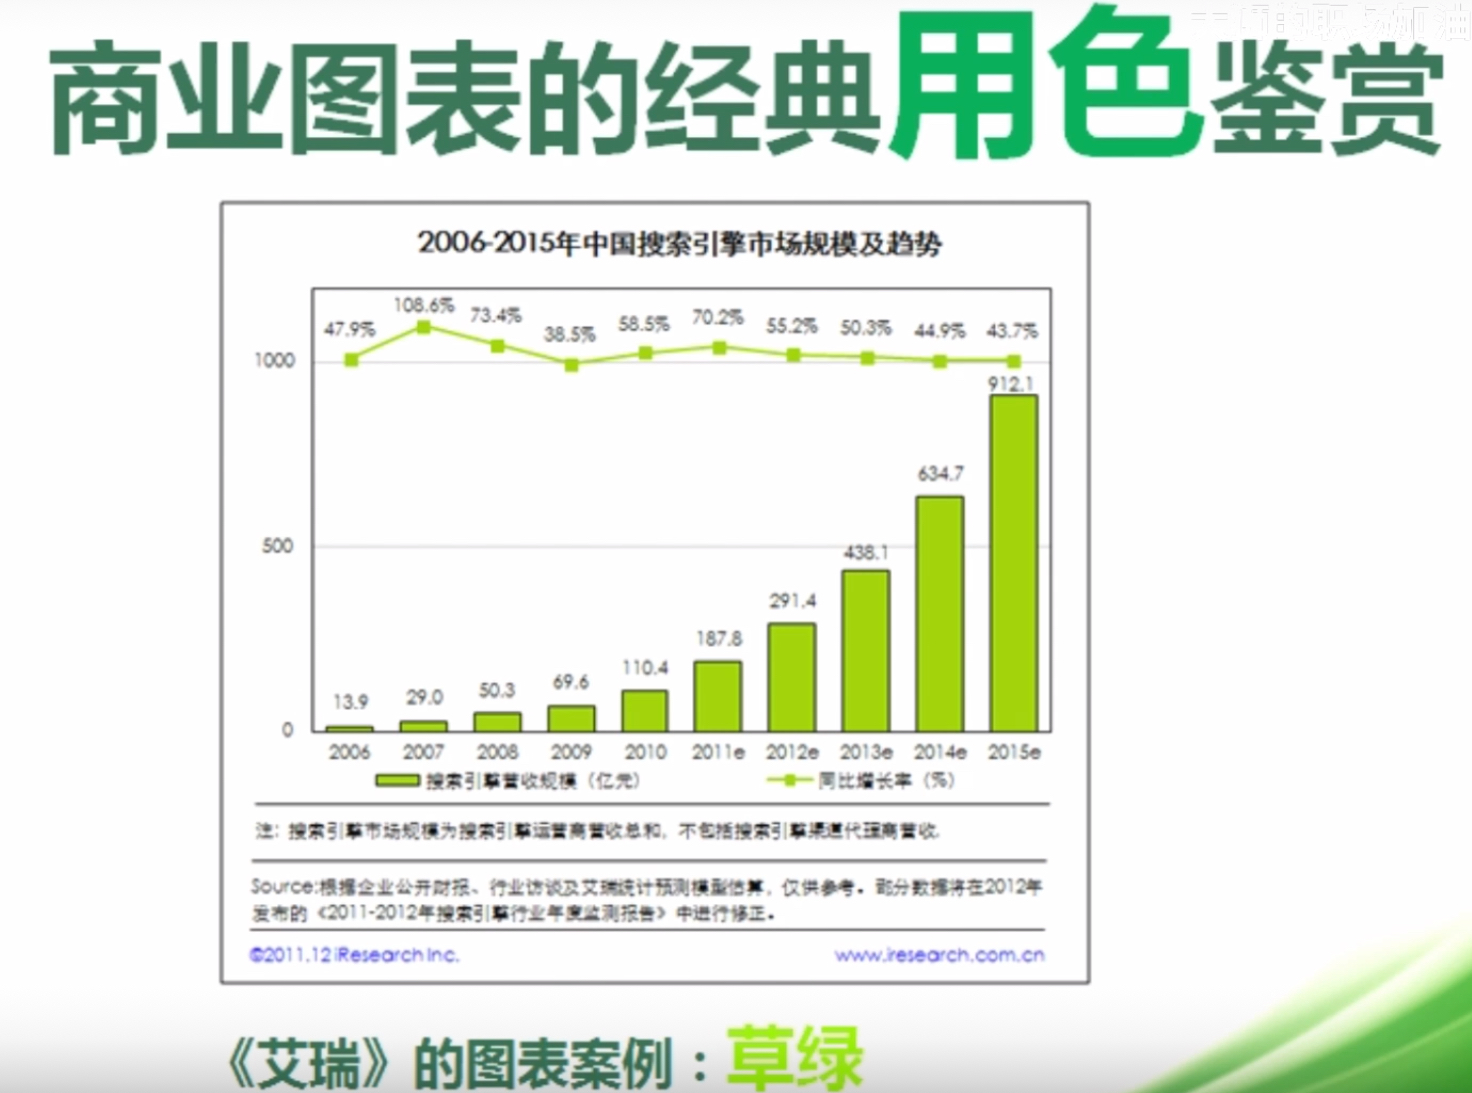 商业图表的经典用色鉴赏
2006-2015年中国搜索引擎市场规模及趋势
47.9% 108.6% 73.4% 38.5% 58.5% 70.2% 55.2% 50.3% 44.9% 43.7%
1000
912.1
634.7
500
438.1
291.4
187.8
110.4
69.6
50.3
29.0
13.9
0
2006 2007 2008 2009 2010 2011e 2012e 2013e 2014e 2015e
搜索引擎营收规模（亿元） 同比增长率（%）
注：搜索引擎市场规模为搜索引擎运营商营收总和，不包括搜索引擎渠道代理商营收.
Source:根据企业公开财报、行业访谈及艾瑞统计预测模型估算，仅供参考。部分数据将在2012年
发布的《2011-2012年搜索引擎行业年度监测报告》中进行修正。
©2011.12 iResearch Inc. www.iresearch.com.cn
《艾瑞》的图表案例：草绿